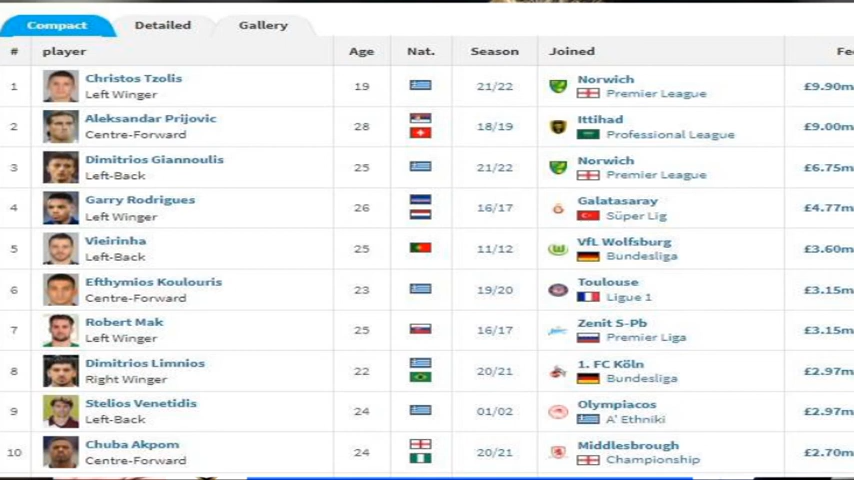 Compact Detailed Gallery
# player Age Nat. Season Joined
1 Christos Tzolis 19 21/22 Norwich £9.90m
Left Winger Premier League
2 Aleksandar Prijovic 28 18/19 Ittihad £9.00m
Centre-Forward Professional League
3 Dimitrios Giannoulis 25 21/22 Norwich £6.75m
Left-Back Premier League
4 Garry Rodrigues 26 16/17 Galatasaray £4.77m
Left Winger Süper Lig
5 Vieirinha 25 11/12 VfL Wolfsburg £3.60m
Left-Back Bundesliga
6 Efthymios Koulouris 23 19/20 Toulouse £3.15m
Centre-Forward Ligue 1
7 Robert Mak 25 16/17 Zenit S-Pb £3.15m
Left Winger Premier Liga
8 Dimitrios Limnios 22 20/21 1. FC Köln £2.97m
Right Winger Bundesliga
9 Stelios Venetidis 24 01/02 Olympiacos £2.97m
Left-Back A' Ethniki
10 Chuba Akpom 24 20/21 Middlesbrough £2.70m
Centre-Forward Championship